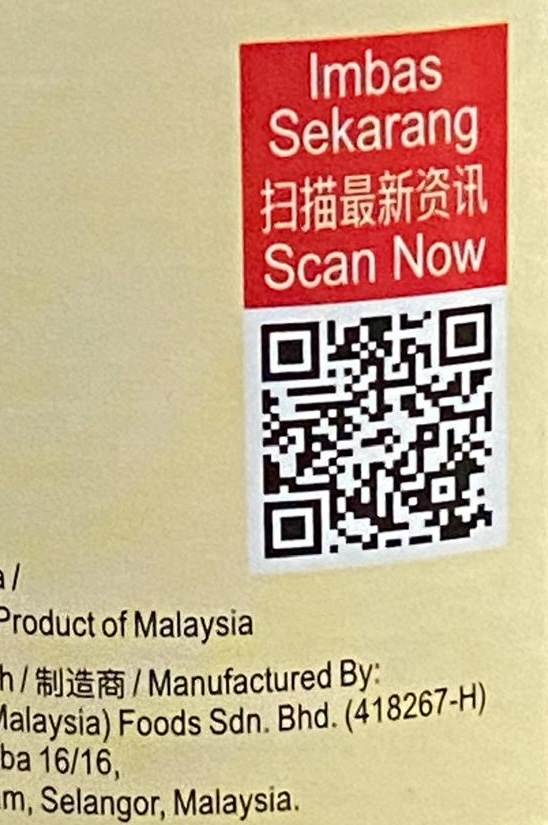 Imbas
Sekarang
扫描最新资讯
Scan Now
a /
Product of Malaysia
h / 制造商 / Manufactured By:
Malaysia) Foods Sdn. Bhd. (418267-H)
ba 16/16,
m, Selangor, Malaysia.